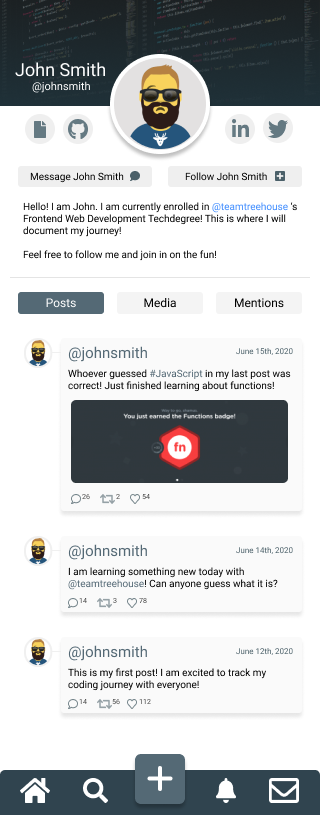 John Smith
@johnsmith
Message John Smith
Follow John Smith
Hello! I am John. I am currently enrolled in @teamtreehouse 's
Frontend Web Development Techdegree! This is where I will
document my journey!
Feel free to follow me and join in on the fun!
Posts
Media
Mentions
@johnsmith
June 15th, 2020
Whoever guessed #JavaScript in my last post was
correct! Just finished learning about functions!
You just earned the Functions badge!
fn
26
2
54
@johnsmith
June 14th, 2020
I am learning something new today with
@teamtreehouse! Can anyone guess what it is?
14
3
78
@johnsmith
June 12th, 2020
This is my first post! I am excited to track my
coding journey with everyone!
14
56
112